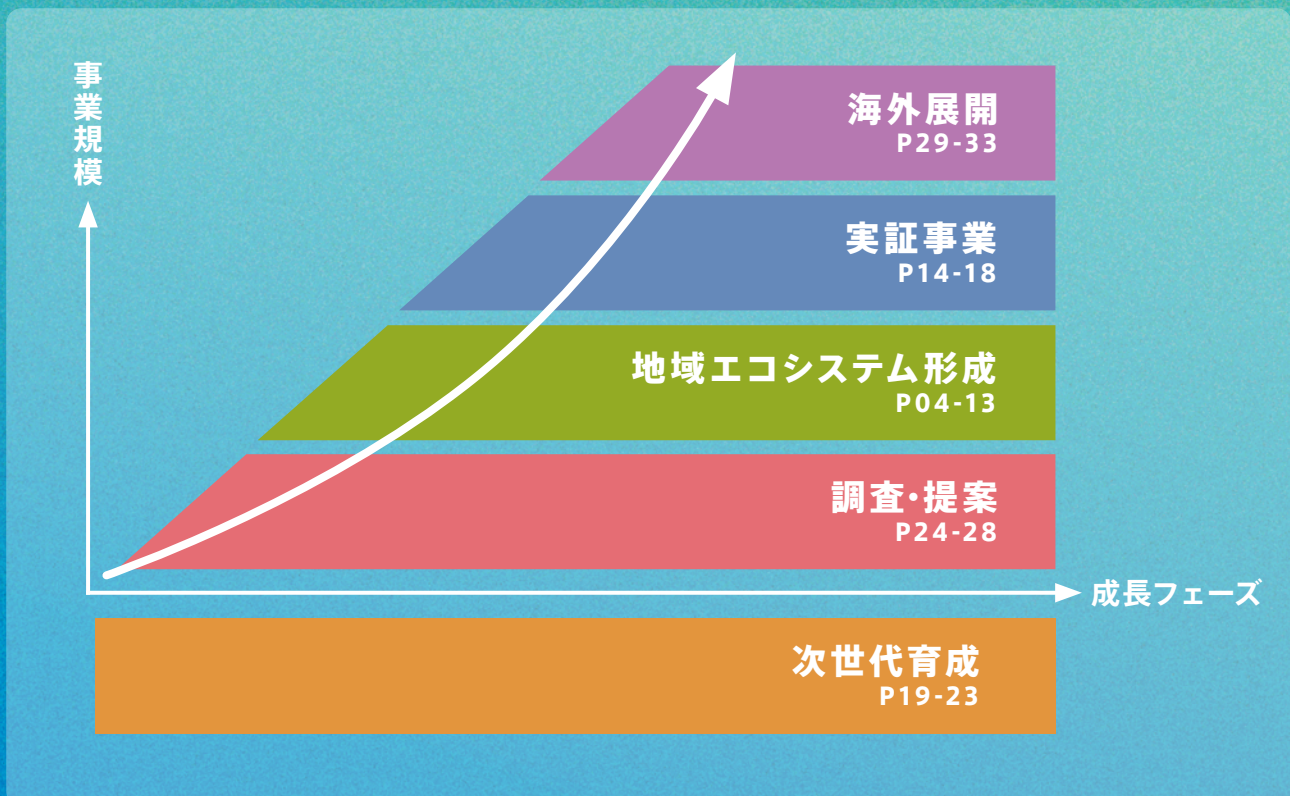 事業規模
海外展開
P29-33
実証事業
P14-18
地域エコシステム形成
P04-13
調査・提案
P24-28
成長フェーズ
次世代育成
P19-23